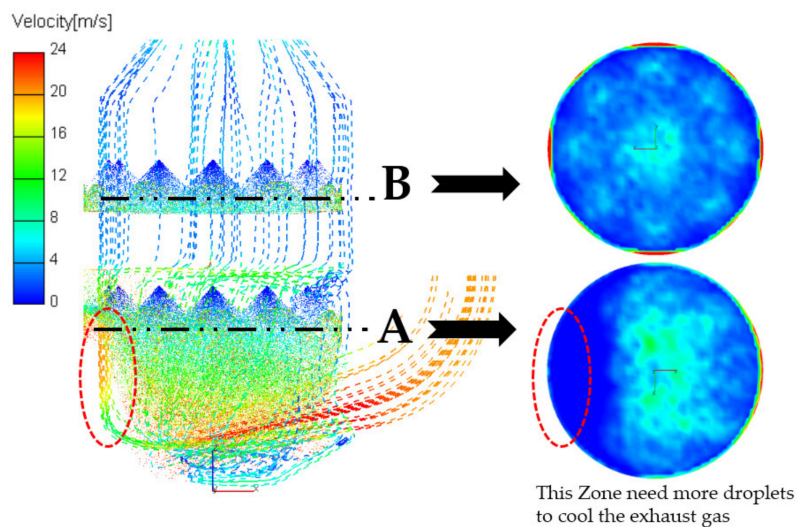 Velocity[m/s]
24
20
16
12
8
4
0
B
A
This Zone need more droplets
to cool the exhaust gas